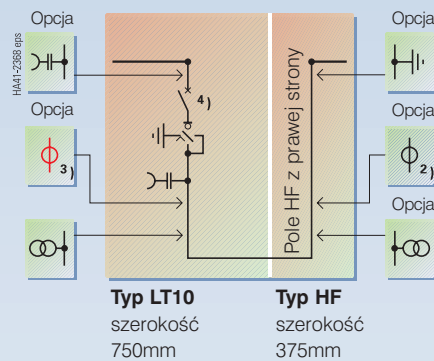 Opcja
Opcja
HA41-2368 eps
4)
Opcja
Opcja
3)
2)
Pole HF z prawej strony
Opcja
Typ LT10
szerokość
750mm
Typ HF
szerokość
375mm